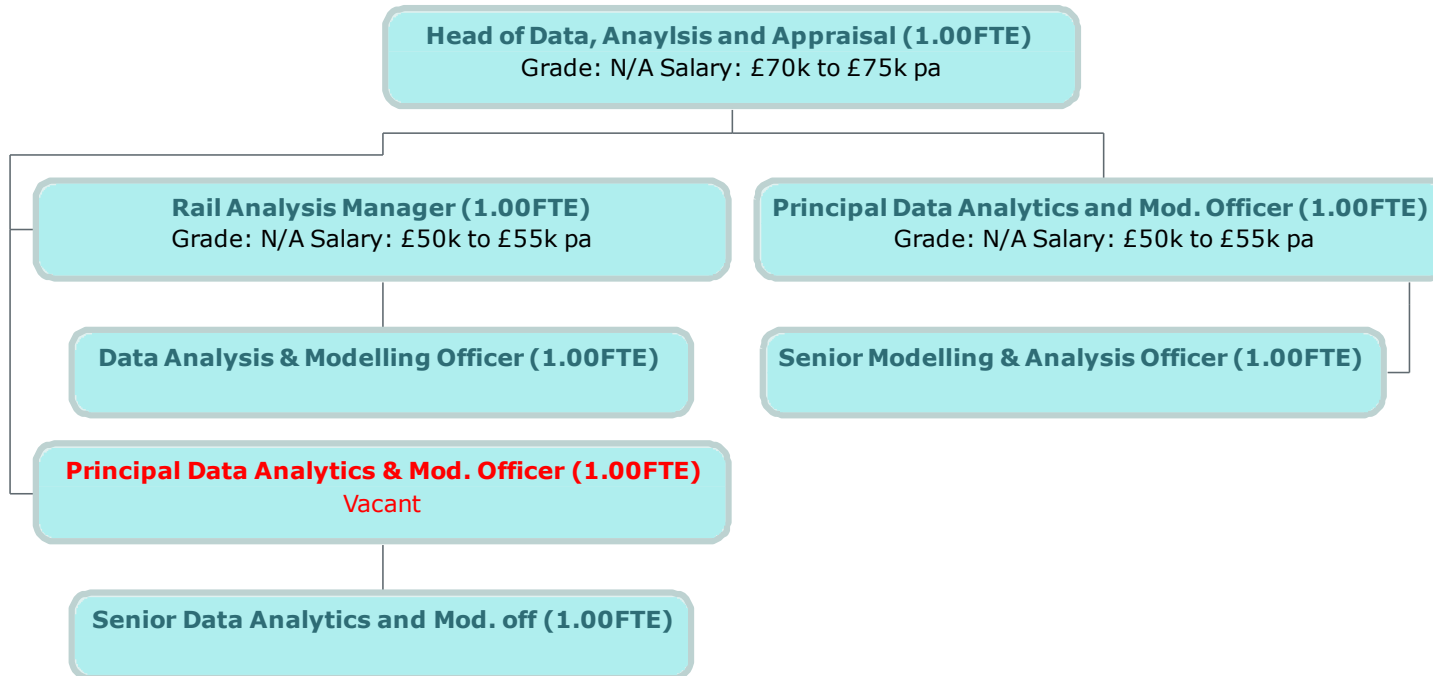 Head of Data, Anaylsis and Appraisal (1.00FTE)
Grade: N/A Salary: £70k to £75k pa
Rail Analysis Manager (1.00FTE)
Grade: N/A Salary: £50k to £55k pa
Principal Data Analytics and Mod. Officer (1.00FTE)
Grade: N/A Salary: £50k to £55k pa
Data Analysis & Modelling Officer (1.00FTE)
Senior Modelling & Analysis Officer (1.00FTE)
Principal Data Analytics & Mod. Officer (1.00FTE)
Vacant
Senior Data Analytics and Mod. off (1.00FTE)